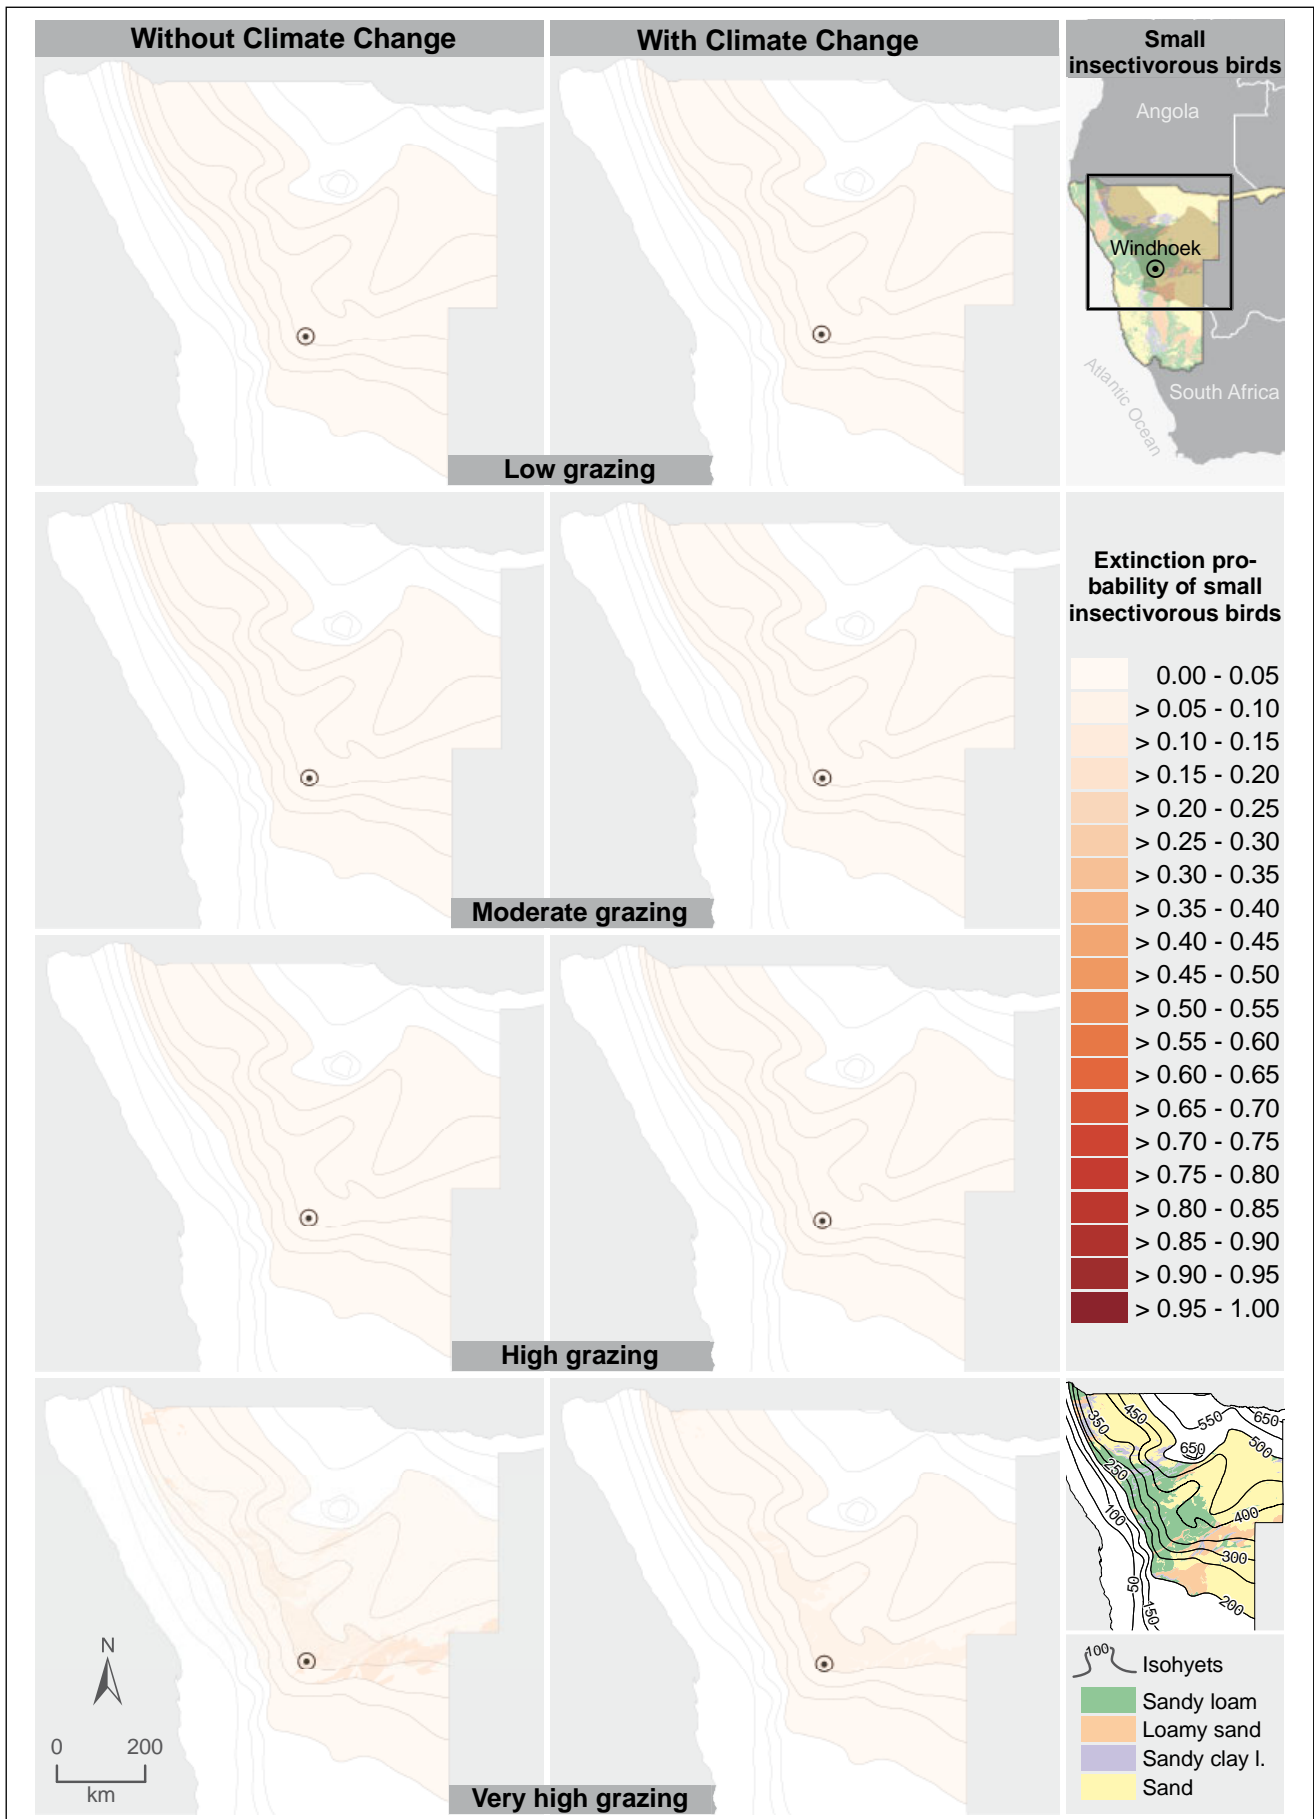 Without Climate Change
With Climate Change
Small
insectivorous birds
Angola
Windhoek
Atlantic Ocean
South Africa
Low grazing
Moderate grazing
High grazing
Very high grazing
Extinction pro-
bability of small
insectivorous birds
0.00 - 0.05
> 0.05 - 0.10
> 0.10 - 0.15
> 0.15 - 0.20
> 0.20 - 0.25
> 0.25 - 0.30
> 0.30 - 0.35
> 0.35 - 0.40
> 0.40 - 0.45
> 0.45 - 0.50
> 0.50 - 0.55
> 0.55 - 0.60
> 0.60 - 0.65
> 0.65 - 0.70
> 0.70 - 0.75
> 0.75 - 0.80
> 0.80 - 0.85
> 0.85 - 0.90
> 0.90 - 0.95
> 0.95 - 1.00
N
0 200
km
350
450
550
650
500
650
250
100
400
300
50
150
200
100
Isohyets
Sandy loam
Loamy sand
Sandy clay l.
Sand